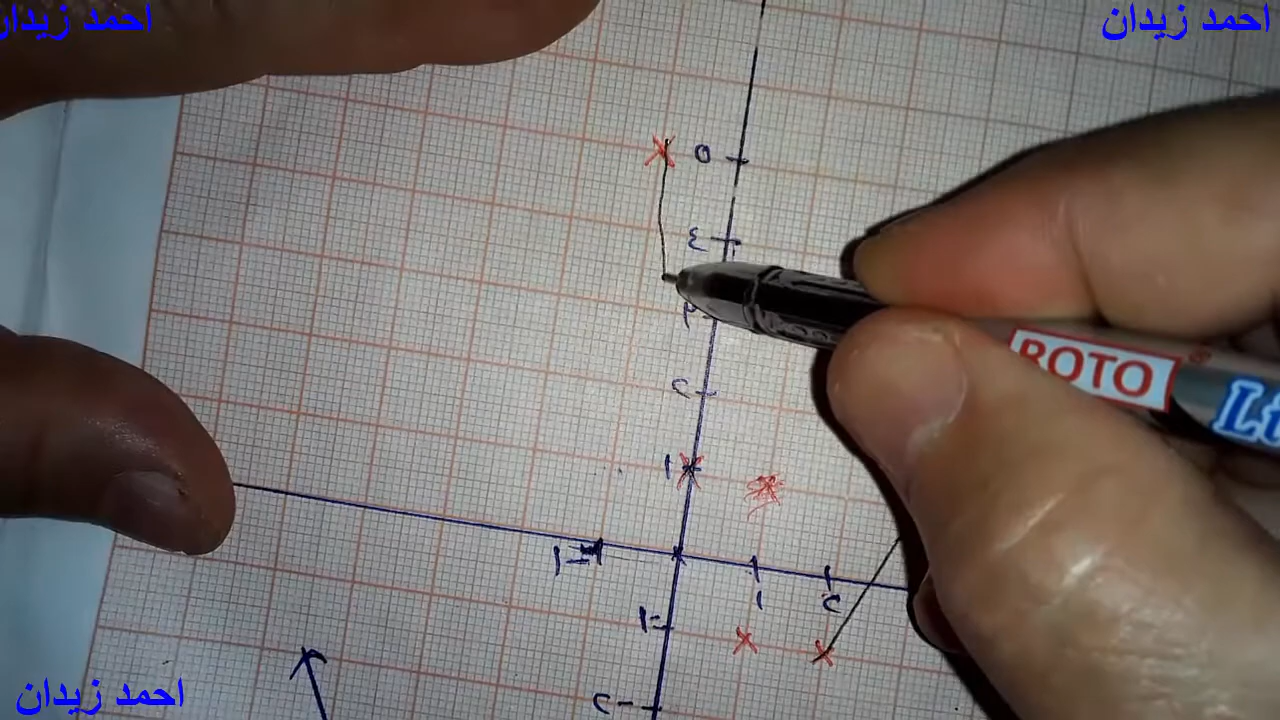 احمد زيدان
احمد زيدان
٥
٤
٣
٢
١
١-
١
٢
١-
٢-
ROTO
احمد زيدان